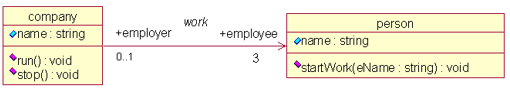 company
name : string
run() : void
stop() : void
work
+employer
+employee
0..1
3
person
name : string
startWork(eName : string) : void